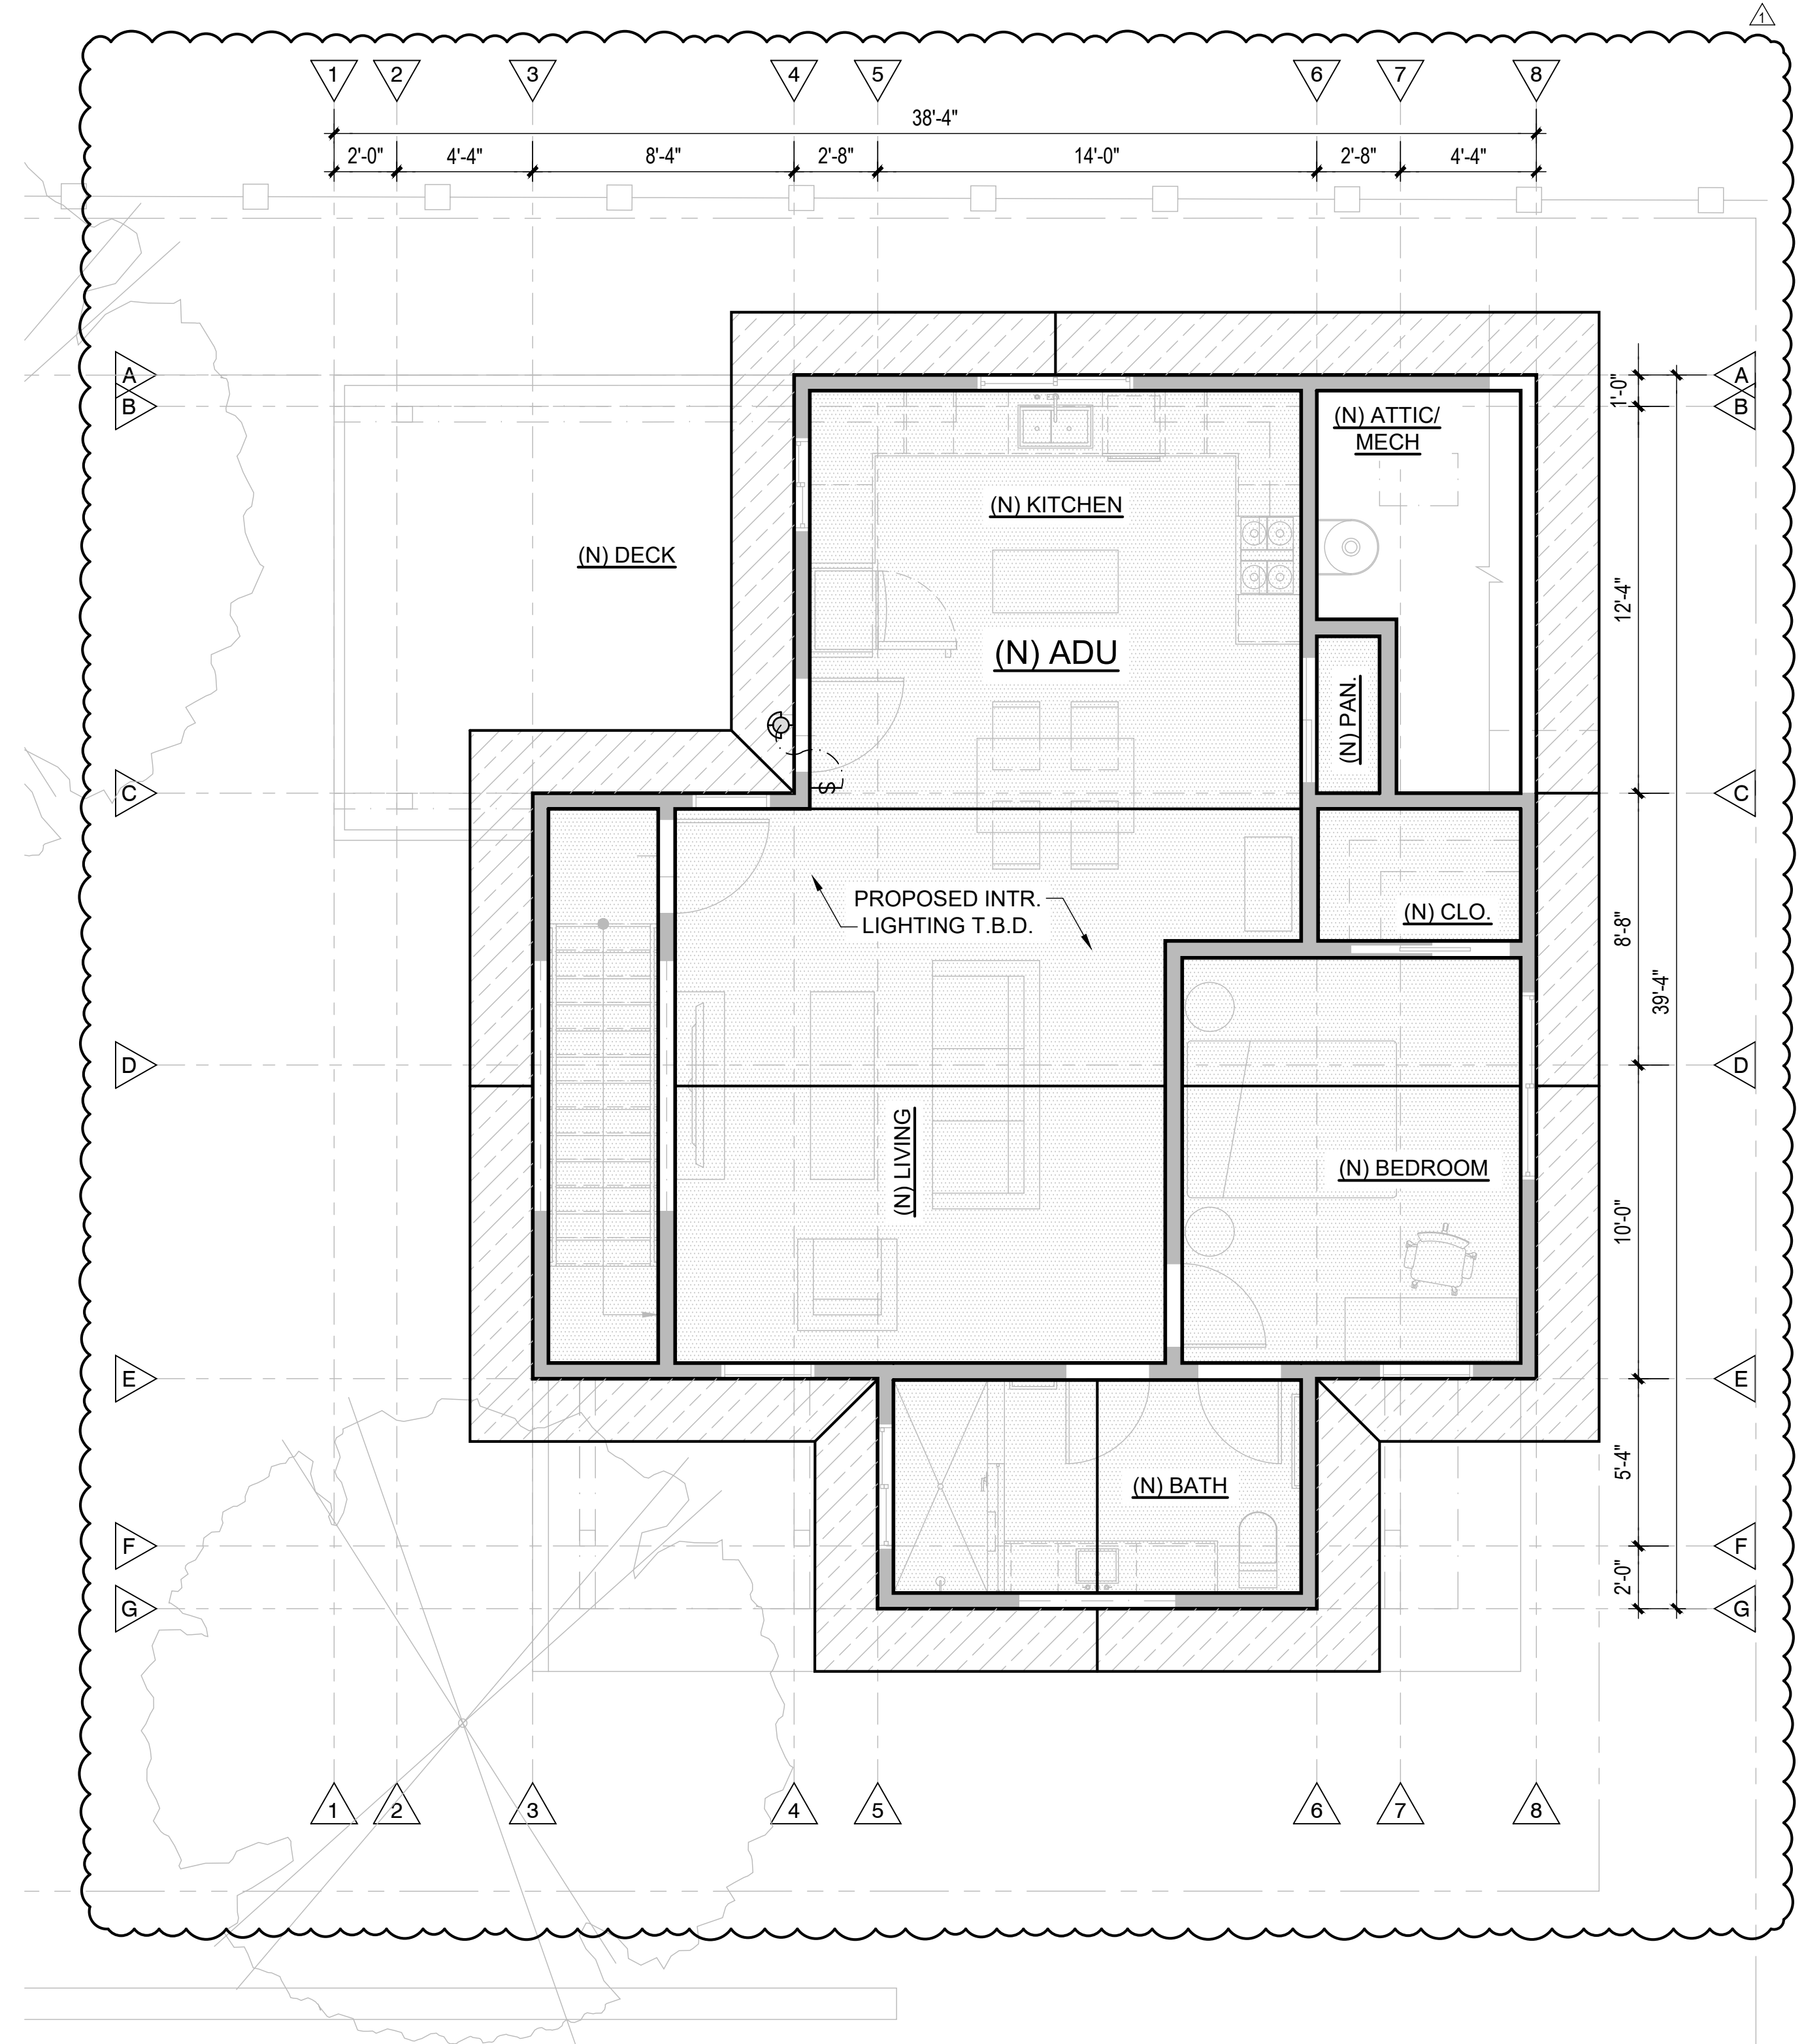 1
1 2 3 4 5 6 7 8
38'-4"
2'-0" 4'-4" 8'-4" 2'-8" 14'-0" 2'-8" 4'-4"
A A
1'-0"
B B
(N) ATTIC/
MECH
(N) KITCHEN
(N) DECK
12'-4"
(N) ADU
(N) PAN.
S
C C
PROPOSED INTR.
LIGHTING T.B.D.
(N) CLO.
8'-8"
39'-4"
D D
(N) LIVING
(N) BEDROOM
10'-0"
E E
5'-4"
(N) BATH
F F
2'-0"
G G
1 2 3 4 5 6 7 8